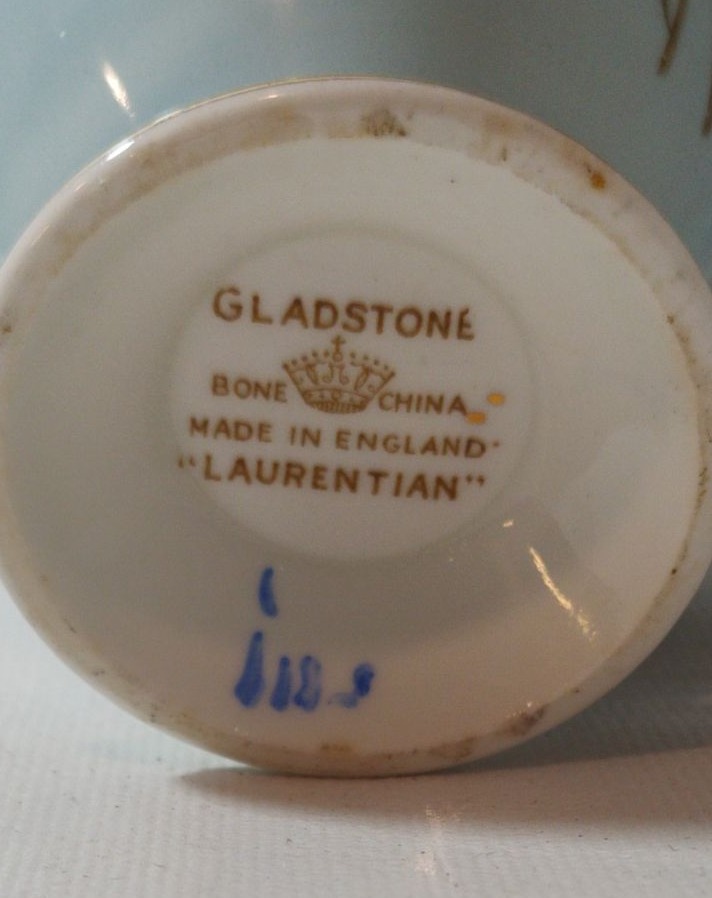 GLADSTONE
BONE CHINA
MADE IN ENGLAND
"LAURENTIAN"